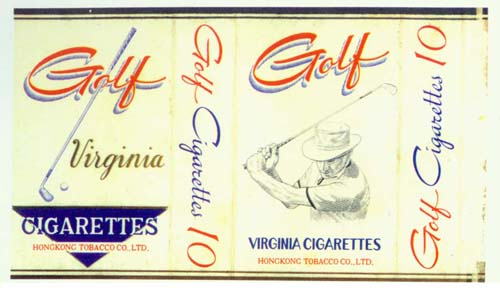 Golf
Virginia
CIGARETTES
HONGKONG TOBACCO CO., LTD.
Golf Cigarettes 10
Golf
VIRGINIA CIGARETTES
HONGKONG TOBACCO CO., LTD.
Golf Cigarettes 10